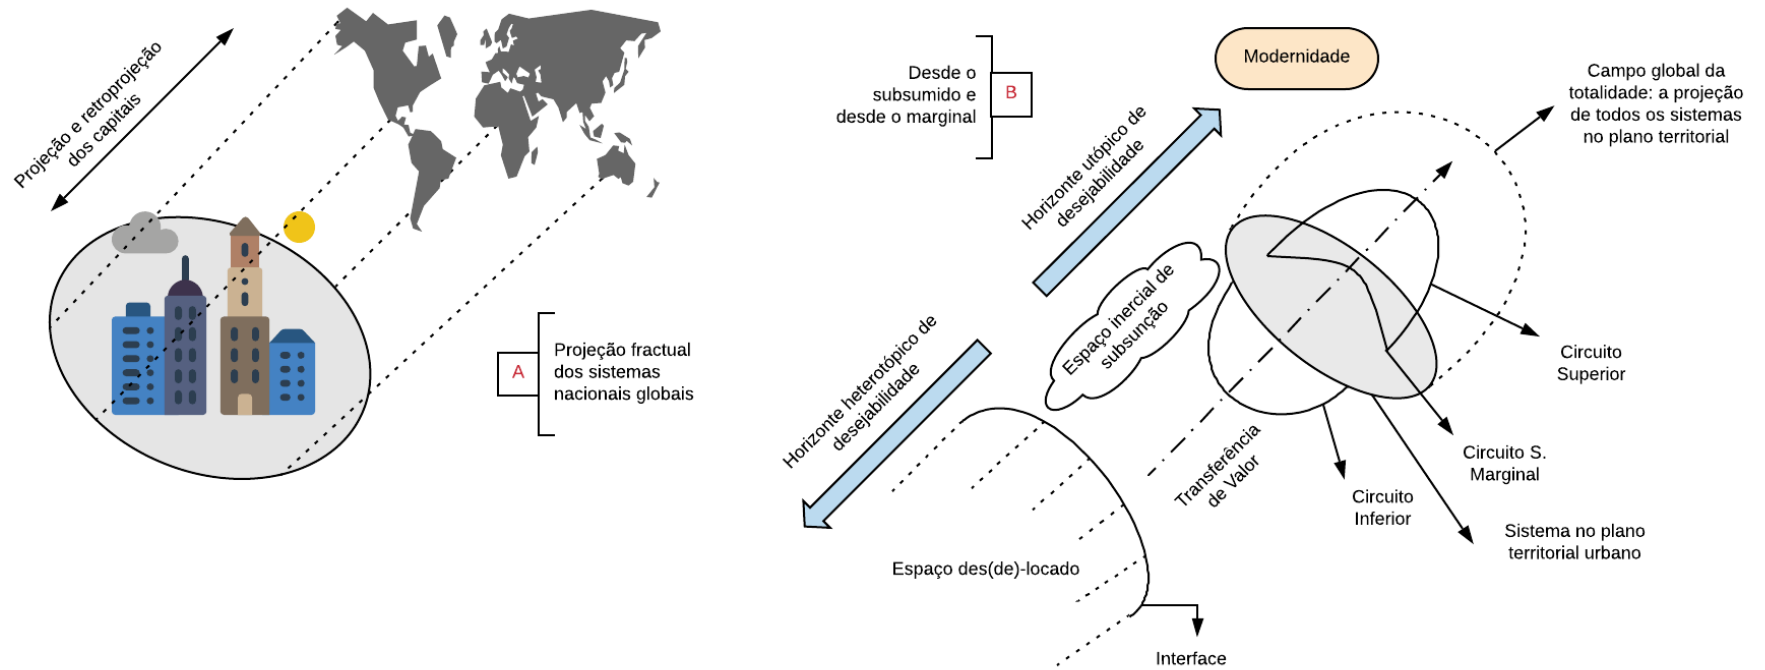 Projeção e retroprojeção
dos capitais
A
Projeção fractual
dos sistemas
nacionais globais
Desde o
subsumido e
desde o marginal
B
Modernidade
Campo global da
totalidade: a projeção
de todos os sistemas
no plano territorial
Horizonte utópico de
desejabilidade
Espaço inercial de
subsunção
Horizonte heterotópico de
desejabilidade
Circuito
Superior
Transferência
de Valor
Circuito S.
Marginal
Circuito
Inferior
Sistema no plano
territorial urbano
Espaço des(de)-locado
Interface